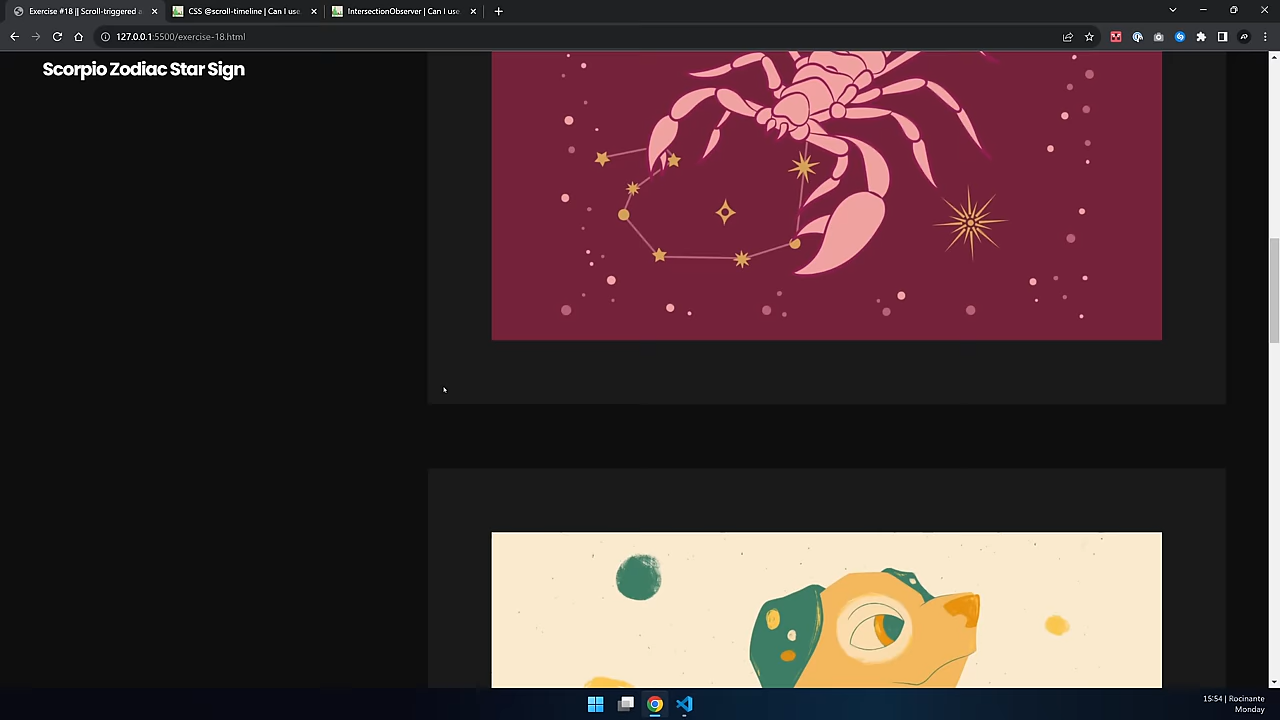 Exercise #18 || Scroll-triggered a
CSS @scroll-timeline | Can I use
IntersectionObserver | Can I use
127.0.0.1:5500/exercise-18.html
Scorpio Zodiac Star Sign
15:54 | Rocinante
Monday